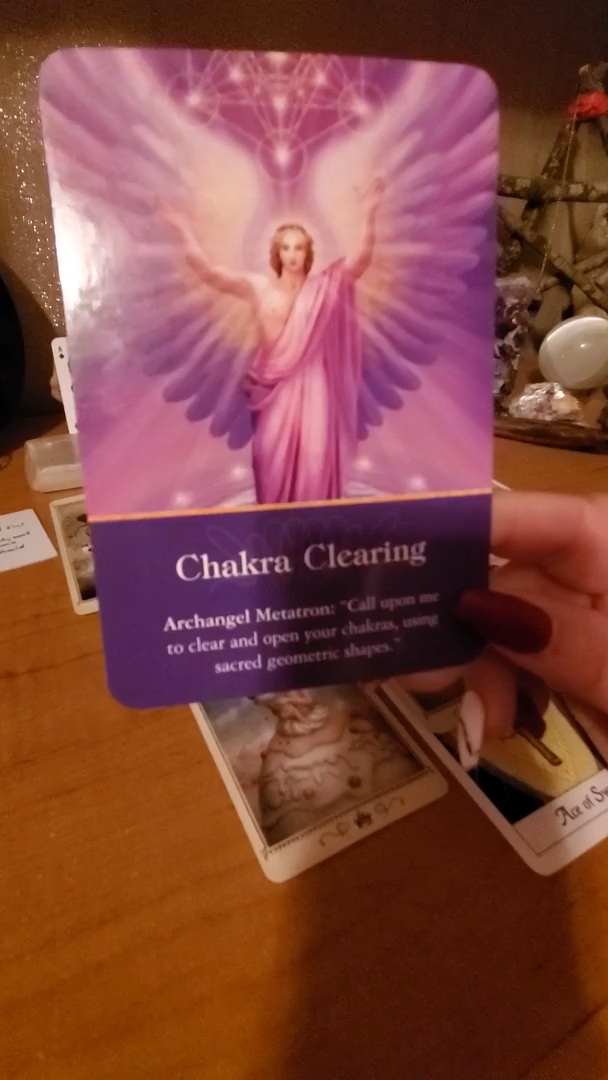 Chakra Clearing
Archangel Metatron: "Call upon me
to clear and open your chakras, using
sacred geometric shapes."
Ace of
A